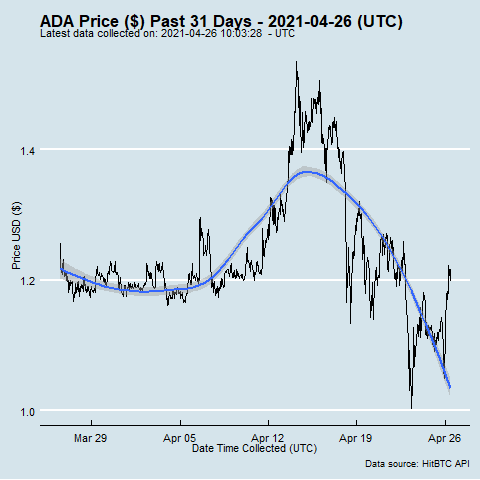 ADA Price ($) Past 31 Days - 2021-04-26 (UTC)
Latest data collected on: 2021-04-26 10:03:28  - UTC
Price USD ($)
1.4
1.2
1.0
Mar 29
Apr 05
Apr 12
Apr 19
Apr 26
Date Time Collected (UTC)
Data source: HitBTC API